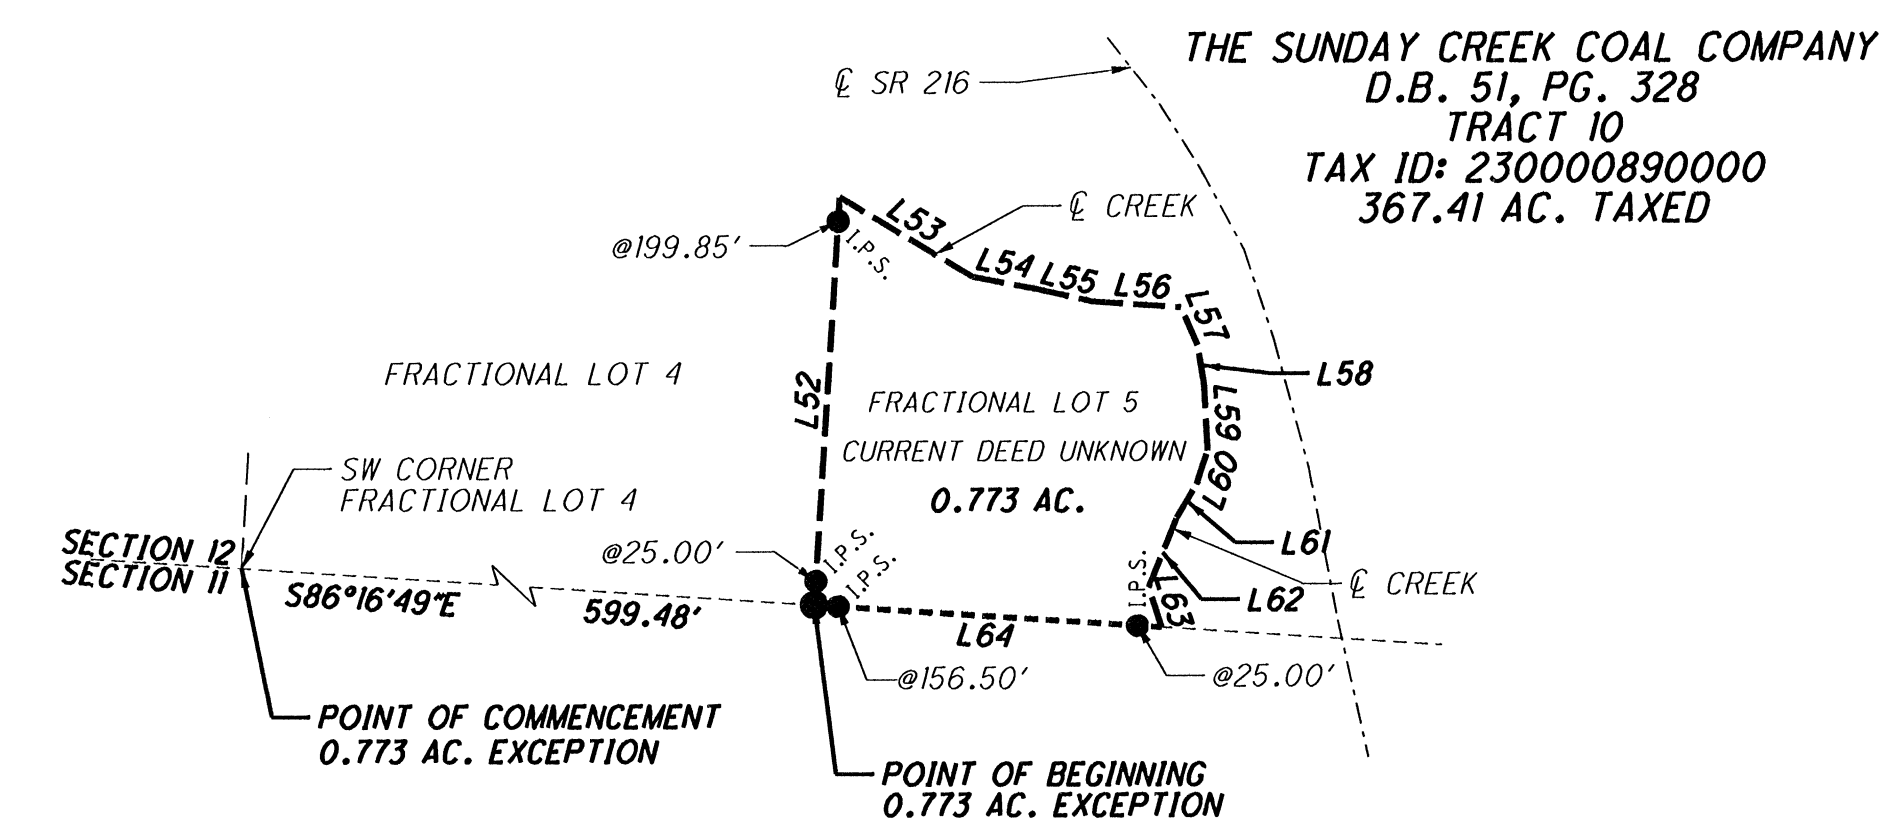 THE SUNDAY CREEK COAL COMPANY
D.B. 51, PG. 328
TRACT 10
TAX ID: 230000890000
367.41 AC. TAXED
℄ SR 216
℄ CREEK
L53
@199.85'
I.P.S.
L54
L55
L56
L57
L58
FRACTIONAL LOT 4
L52
FRACTIONAL LOT 5
CURRENT DEED UNKNOWN
0.773 AC.
L59
L60
SW CORNER
FRACTIONAL LOT 4
SECTION 12
SECTION 11
S86°16'49"E
599.48'
@25.00'
I.P.S.
I.P.S.
I.P.S.
L61
℄ CREEK
L62
L63
L64
@156.50'
@25.00'
POINT OF COMMENCEMENT
0.773 AC. EXCEPTION
POINT OF BEGINNING
0.773 AC. EXCEPTION